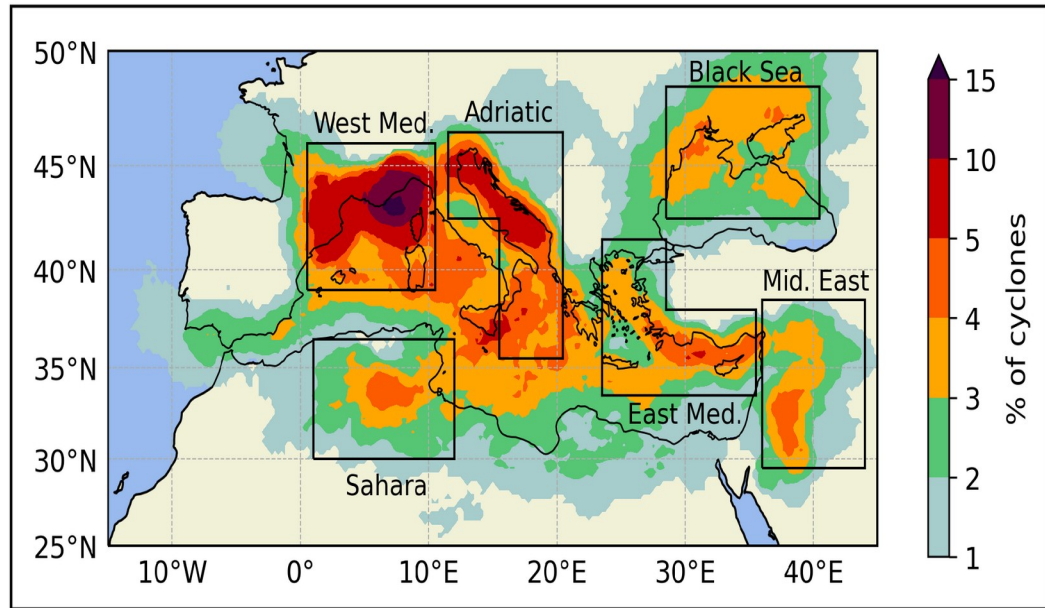 50°N
45°N
40°N
35°N
30°N
25°N
10°W
0°
10°E
20°E
30°E
40°E
West Med.
Adriatic
Black Sea
Mid. East
East Med.
Sahara
15
10
5
4
3
2
1
% of cyclones